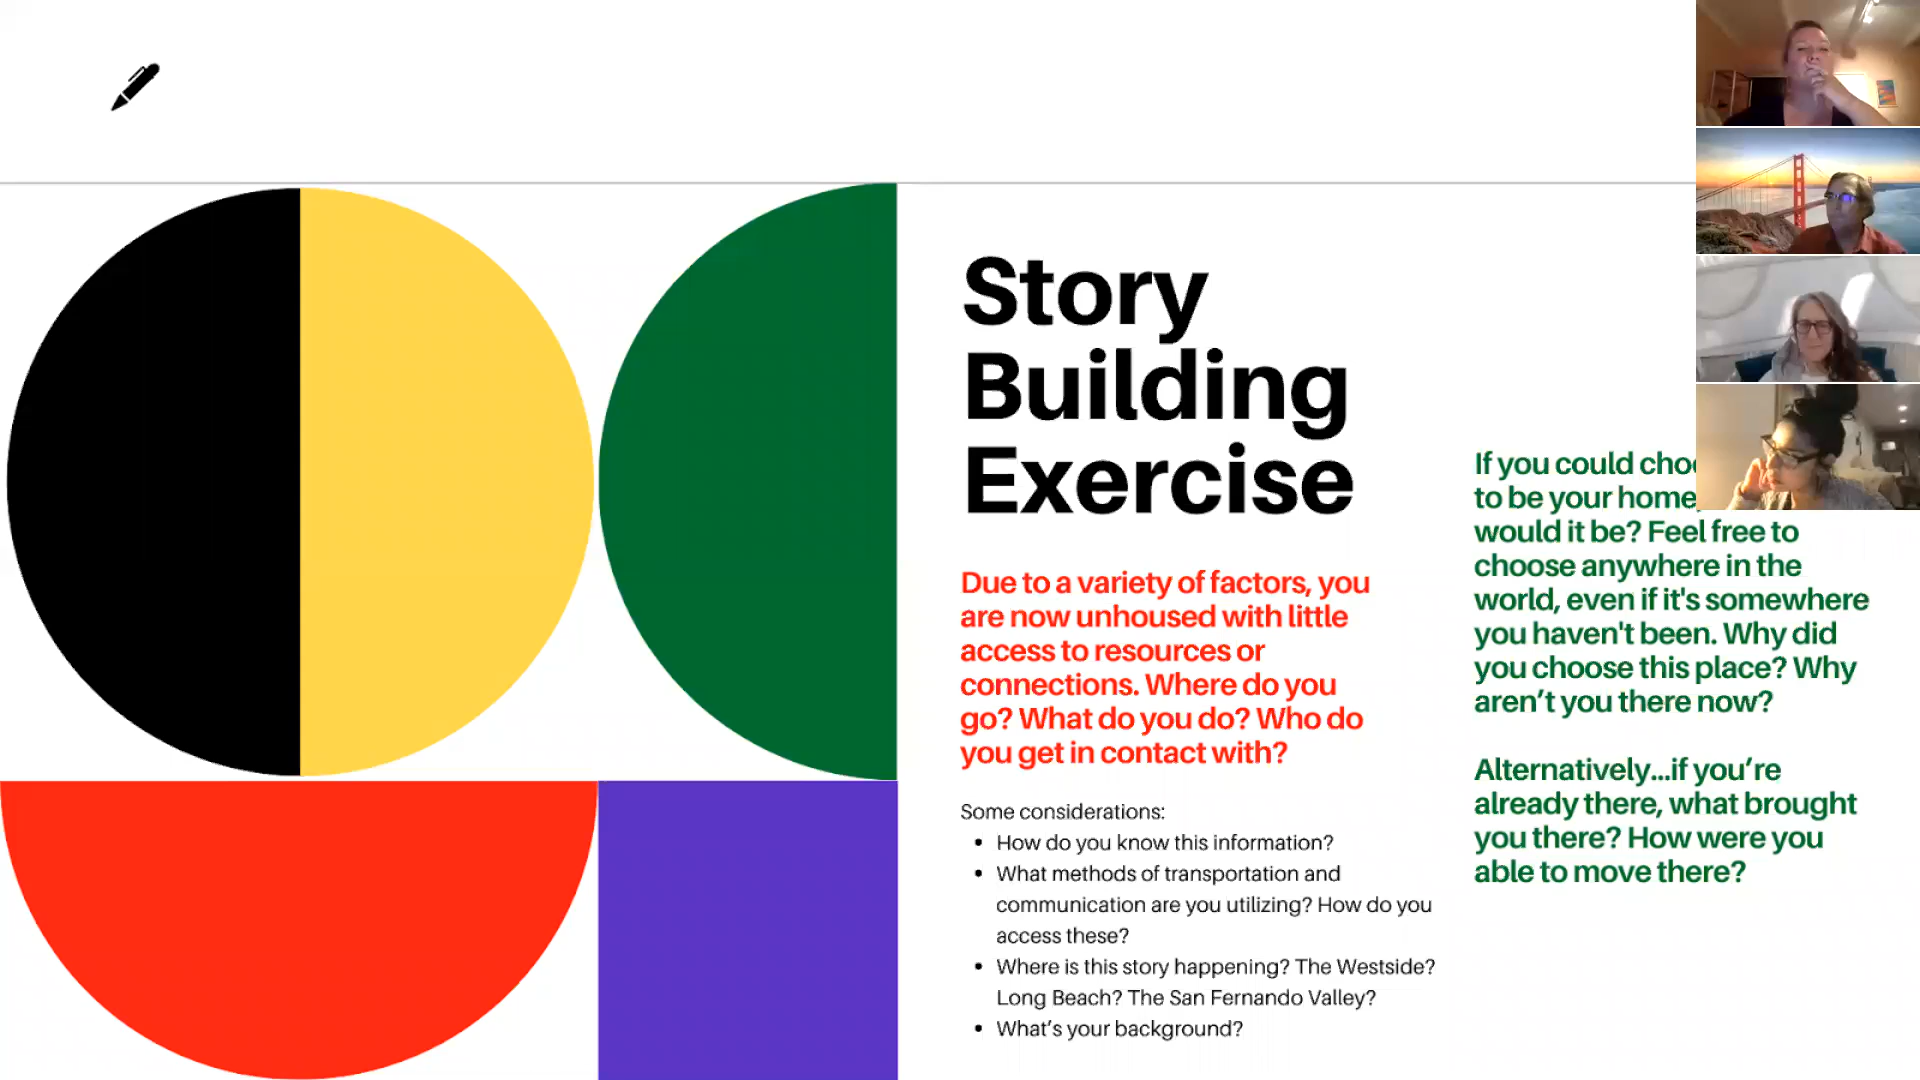 Story
Building
Exercise
Due to a variety of factors, you
are now unhoused with little
access to resources or
connections. Where do you
go? What do you do? Who do
you get in contact with?
Some considerations:
• How do you know this information?
• What methods of transportation and
communication are you utilizing? How do you
access these?
• Where is this story happening? The Westside?
Long Beach? The San Fernando Valley?
• What’s your background?
If you could
to be your home,
would it be? Feel free to
choose anywhere in the
world, even if it's somewhere
you haven't been. Why did
you choose this place? Why
aren’t you there now?
Alternatively...if you’re
already there, what brought
you there? How were you
able to move there?